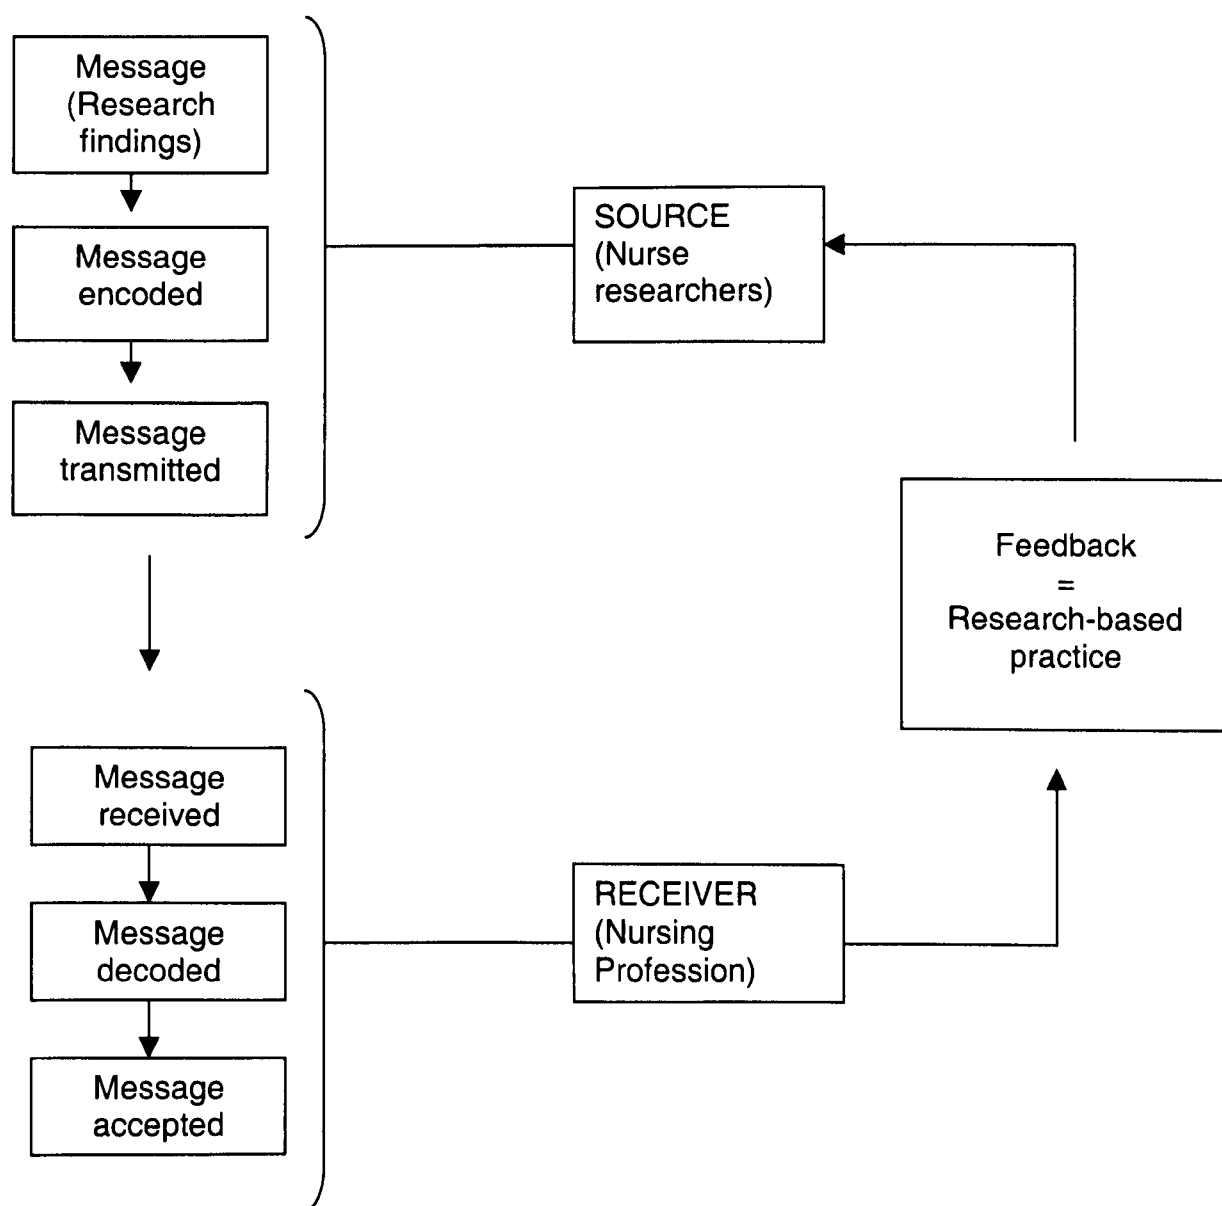 Message
(Research
findings)
Message
encoded
Message
transmitted
SOURCE
(Nurse
researchers)
Feedback
=
Research-based
practice
Message
received
Message
decoded
Message
accepted
RECEIVER
(Nursing
Profession)